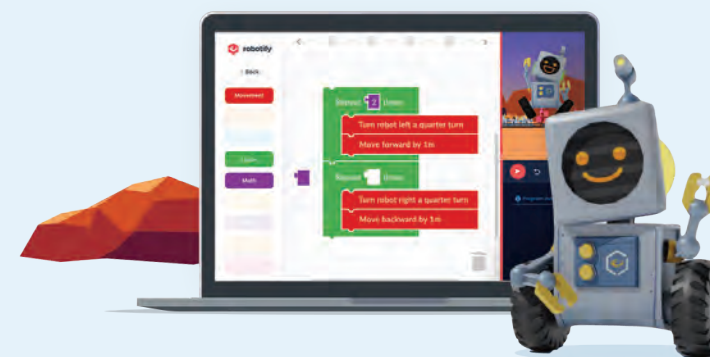 robotify
‹ Back
Movement
Loops
Math
Repeat 2 times
Turn robot left a quarter turn
Move forward by 1m
Repeat times
Turn robot right a quarter turn
Move backward by 1m